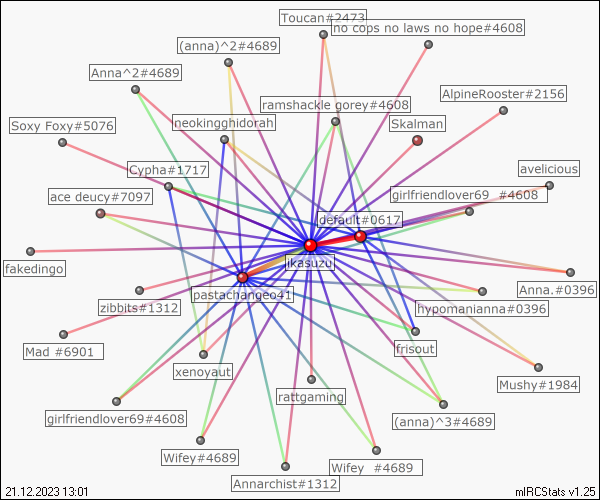 Toucan#2473
no cops no laws no hope#4608
(anna)^2#4689
Anna^2#4689
AlpineRooster#2156
ramshackle gorey#4608
neokingghidorah
Skalman
Soxy Foxy#5076
Cypha#1717
avelicious
ace deucy#7097
girlfriendlover69 #4608
default#0617
jikasuzu
fakedingo
pastachangeo41
Anna.#0396
zibbits#1312
hypomanianna#0396
Mad #6901
frisout
xenoyaut
Mushy#1984
rattgaming
girlfriendlover69#4608
(anna)^3#4689
Wifey#4689
Wifey #4689
Annarchist#1312
21.12.2023 13:01
mIRCStats v1.25